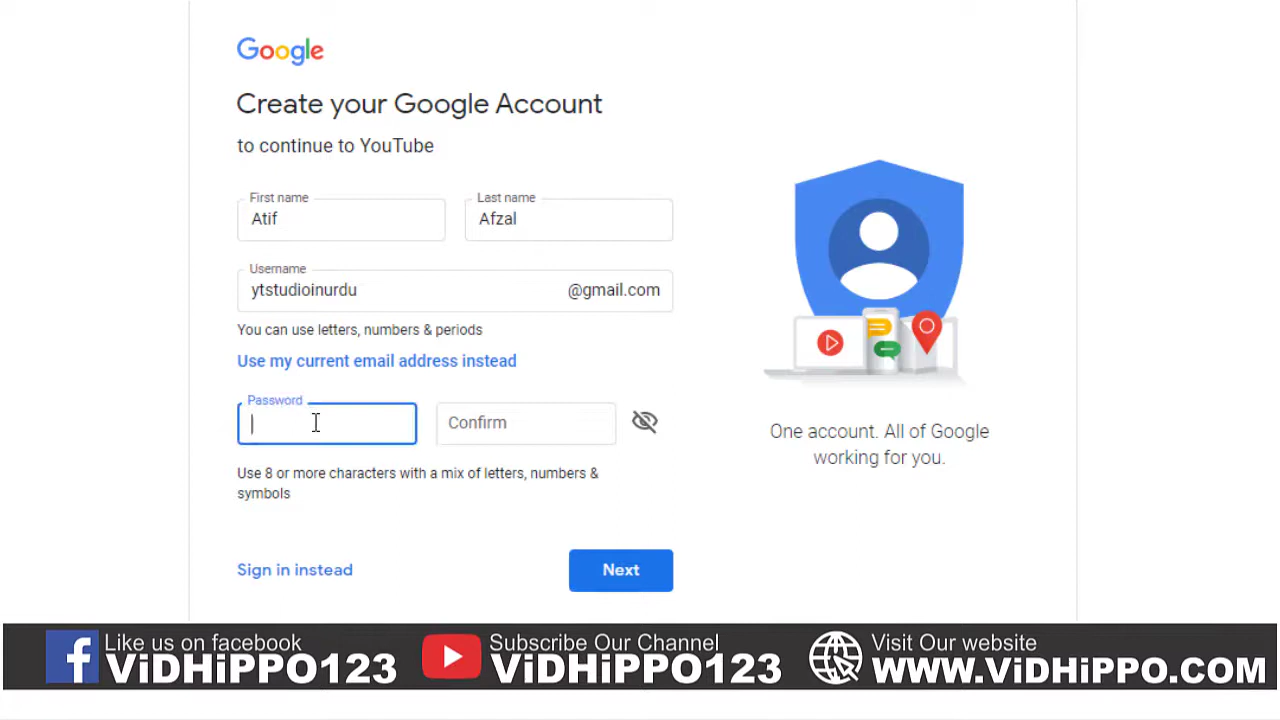 Google
Create your Google Account
to continue to YouTube
First name
Last name
Atif
Afzal
Username
ytstudioinurdu
@gmail.com
You can use letters, numbers & periods
Use my current email address instead
Password
Confirm
Use 8 or more characters with a mix of letters, numbers &
symbols
Sign in instead
Next
One account. All of Google
working for you.
Like us on facebook
ViDHiPPO123
Subscribe Our Channel
ViDHiPPO123
Visit Our website
WWW.ViDHiPPO.COM